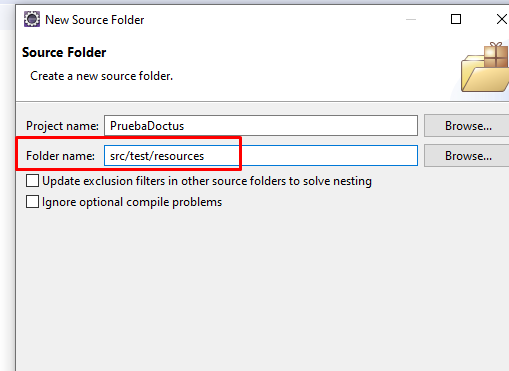 New Source Folder
Source Folder
Create a new source folder.
Project name: PruebaDoctus Browse...
Folder name: src/test/resources Browse...
Update exclusion filters in other source folders to solve nesting
Ignore optional compile problems